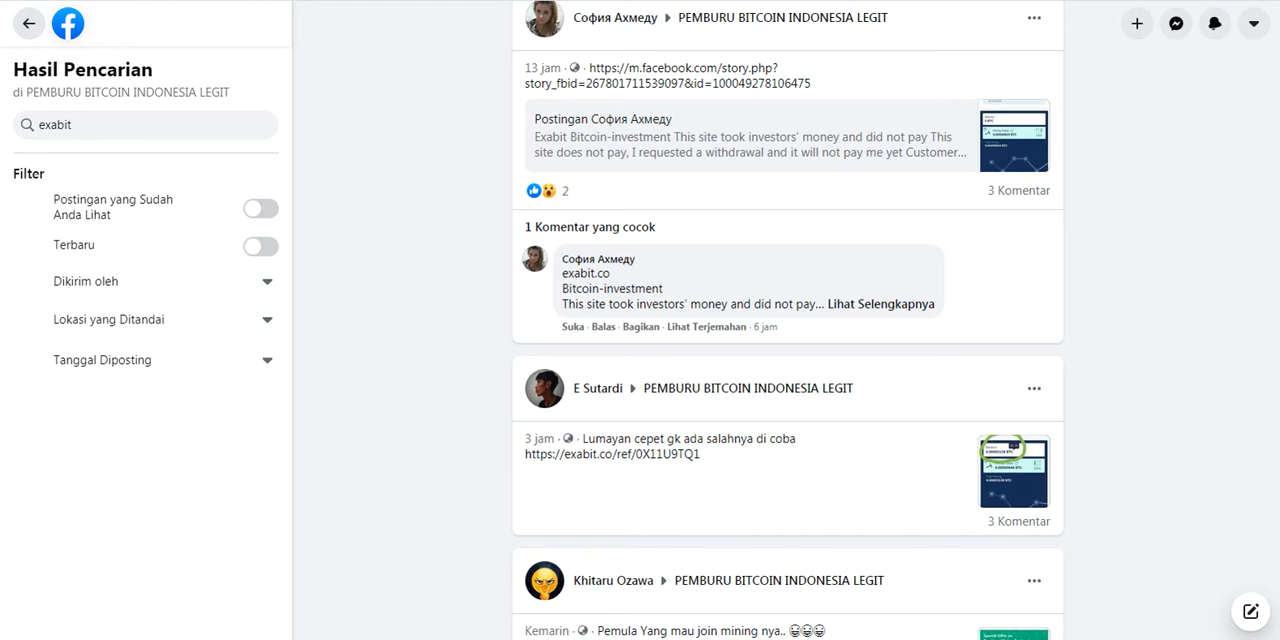 Hasil Pencarian
di PEMBURU BITCOIN INDONESIA LEGIT
exabit
Filter
Postingan yang Sudah
Anda Lihat
Terbaru
Dikirim oleh
Lokasi yang Ditandai
Tanggal Diposting
София Ахмеду PEMBURU BITCOIN INDONESIA LEGIT
13 jam · · https://m.facebook.com/story.php?
story_fbid=267801711539097&id=100049278106475
Postingan София Ахмеду
Exabit Bitcoin-investment This site took investors' money and did not pay This
site does not pay, I requested a withdrawal and it will not pay me yet Customer...
2
3 Komentar
1 Komentar yang cocok
София Ахмеду
exabit.co
Bitcoin-investment
This site took investors' money and did not pay... Lihat Selengkapnya
Suka · Balas · Bagikan · Lihat Terjemahan · 6 jam
E Sutardi PEMBURU BITCOIN INDONESIA LEGIT
3 jam · · Lumayan cepet gk ada salahnya di coba
https://exabit.co/ref/0X11U9TQ1
3 Komentar
Khitaru Ozawa PEMBURU BITCOIN INDONESIA LEGIT
Kemarin · · Pemula Yang mau join mining nya.. 😀😀😀